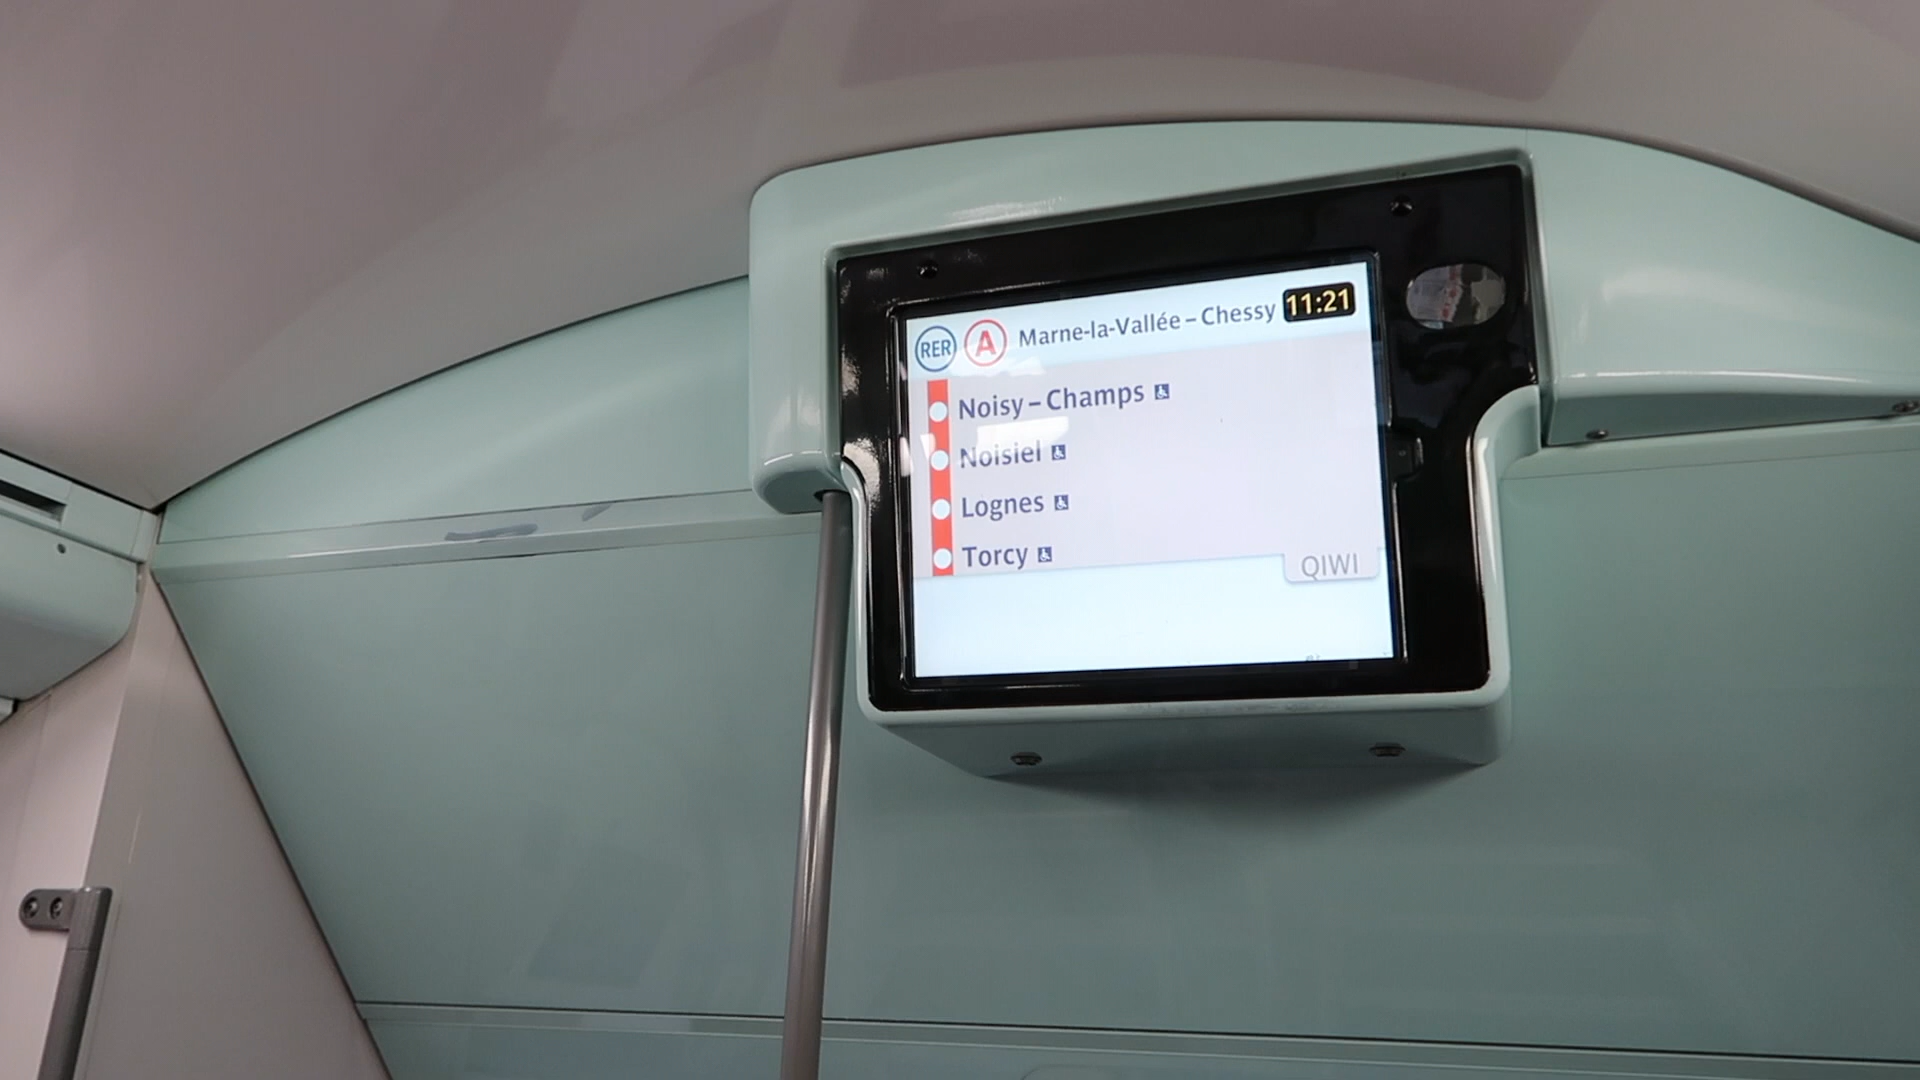 RER A Marne-la-Vallée – Chessy 11:21
Noisy – Champs
Noisiel
Lognes
Torcy
QIWI